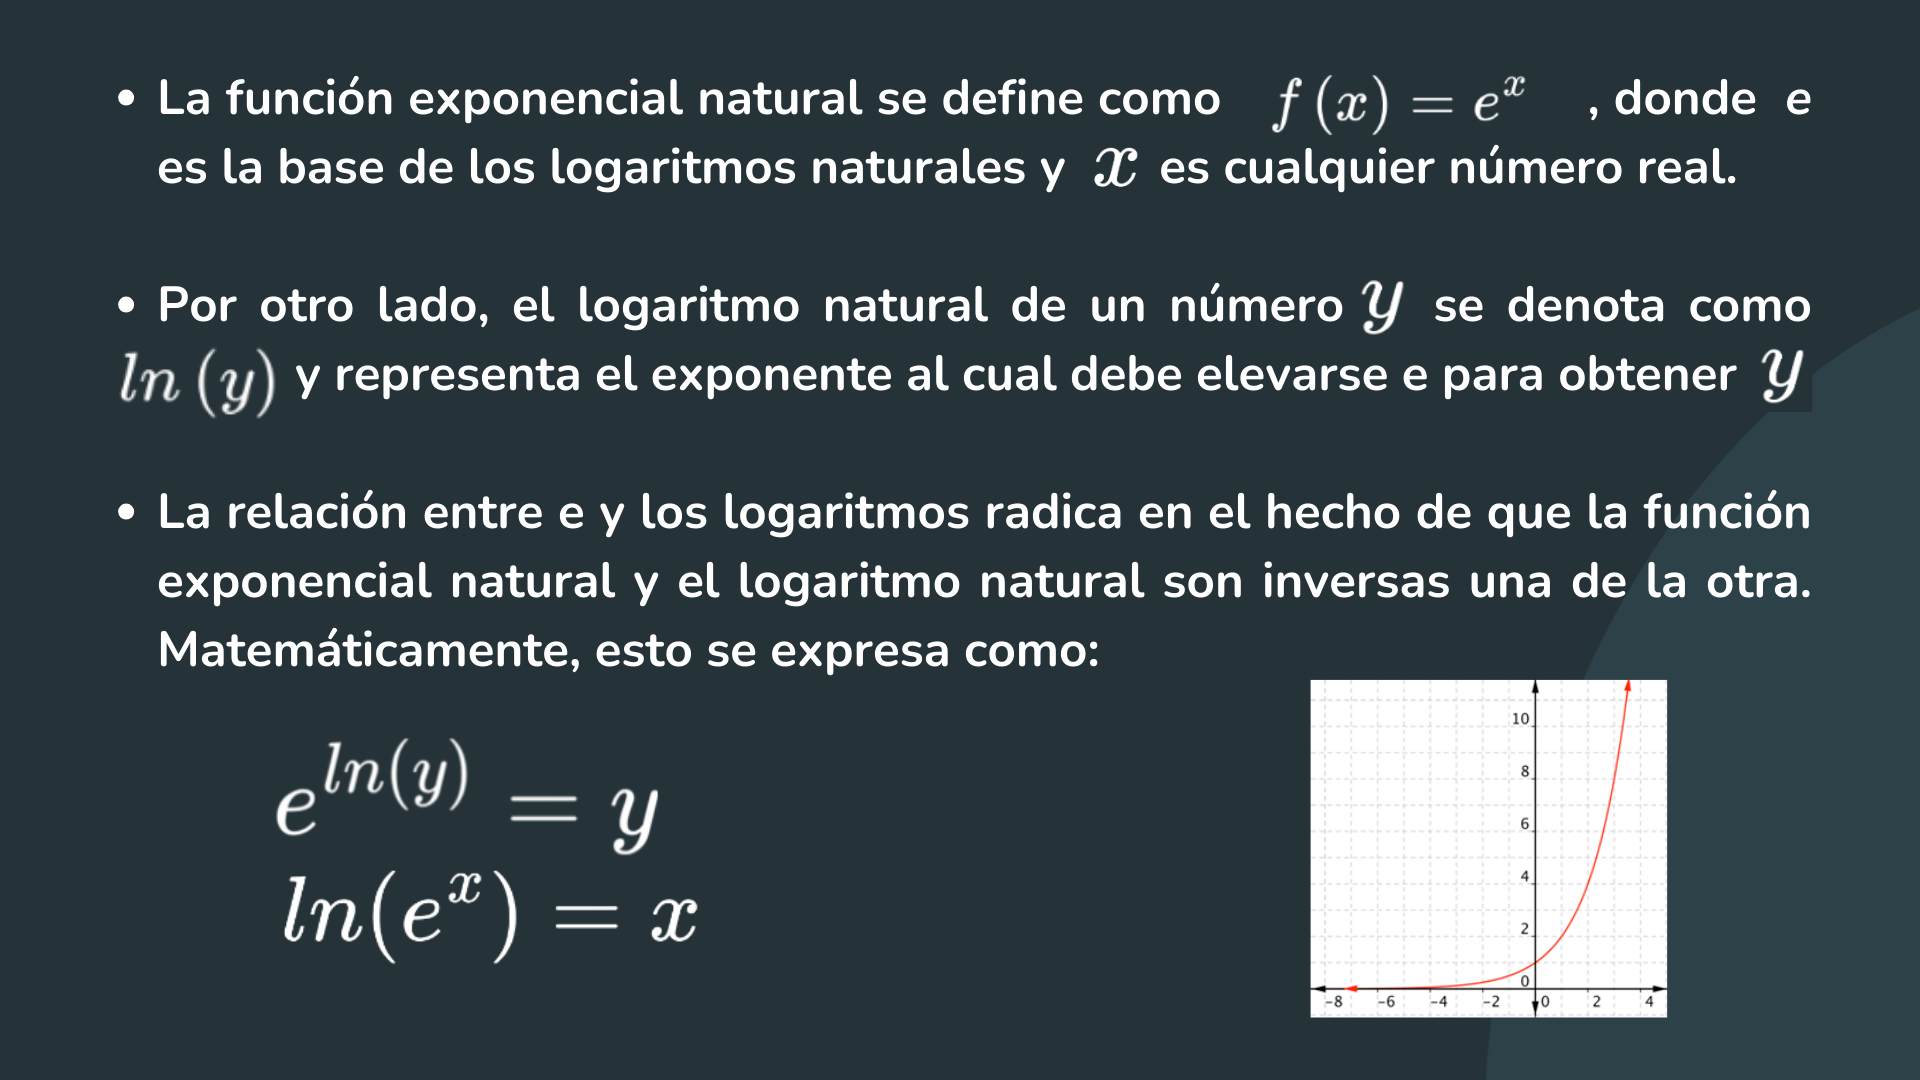 • La función exponencial natural se define como f(x) = e^x , donde e
es la base de los logaritmos naturales y x es cualquier número real.
• Por otro lado, el logaritmo natural de un número y se denota como
ln(y) y representa el exponente al cual debe elevarse e para obtener y
• La relación entre e y los logaritmos radica en el hecho de que la función
exponencial natural y el logaritmo natural son inversas una de la otra.
Matemáticamente, esto se expresa como:
e^ln(y) = y
ln(e^x) = x
10
8
6
4
2
0
-8 -6 -4 -2 0 2 4